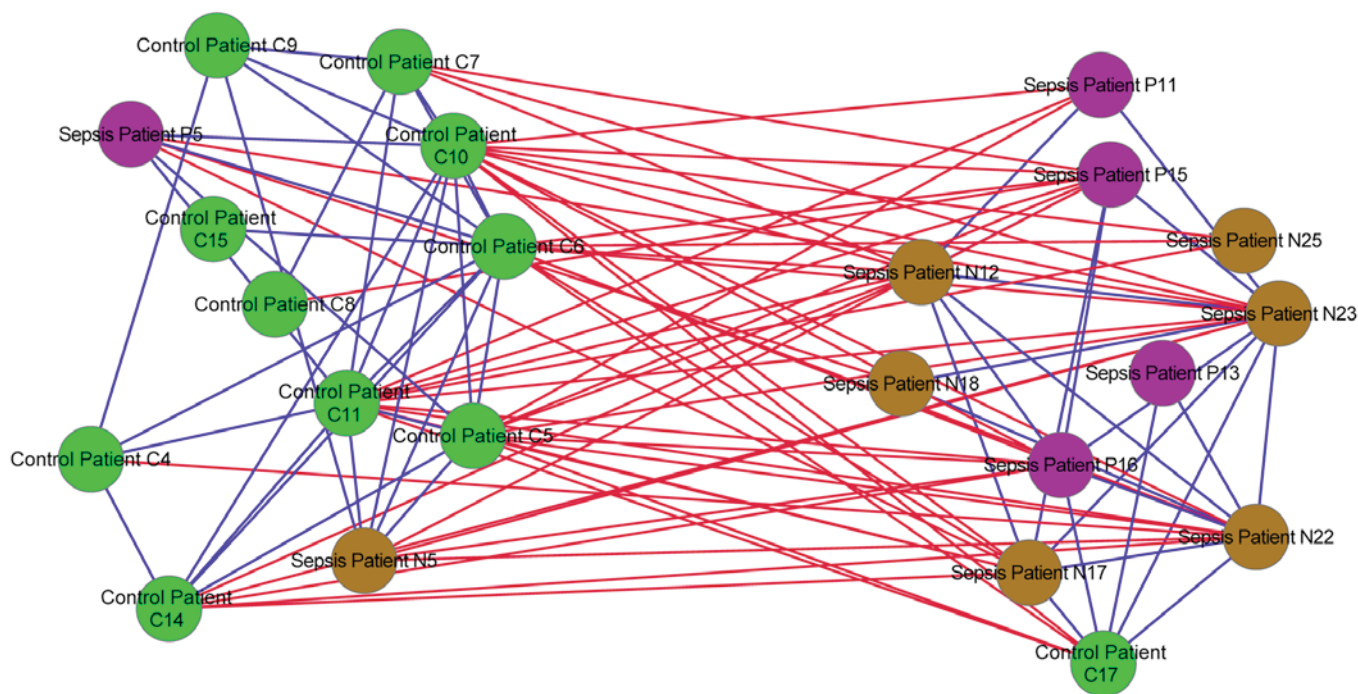 Control Patient C9
Control Patient C7
Sepsis Patient P11
Sepsis Patient P5
Control Patient
C10
Sepsis Patient P15
Control Patient
C15
Control Patient C6
Sepsis Patient N25
Sepsis Patient N12
Control Patient C8
Sepsis Patient N23
Sepsis Patient N18
Sepsis Patient P13
Control Patient
C11
Control Patient C5
Control Patient C4
Sepsis Patient P16
Sepsis Patient N22
Sepsis Patient N5
Sepsis Patient N17
Control Patient
C14
Control Patient
C17